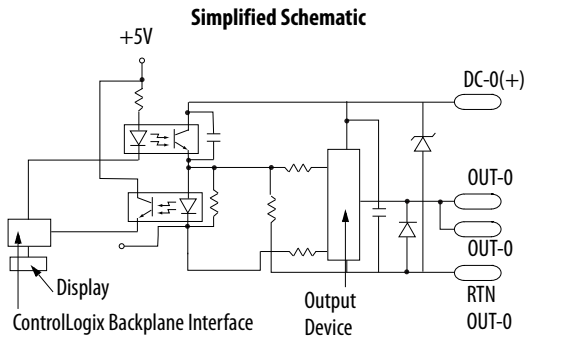 Simplified Schematic
+5V
DC-0(+)
OUT-0
OUT-0
Display
RTN
Output
Device
ControlLogix Backplane Interface
OUT-0